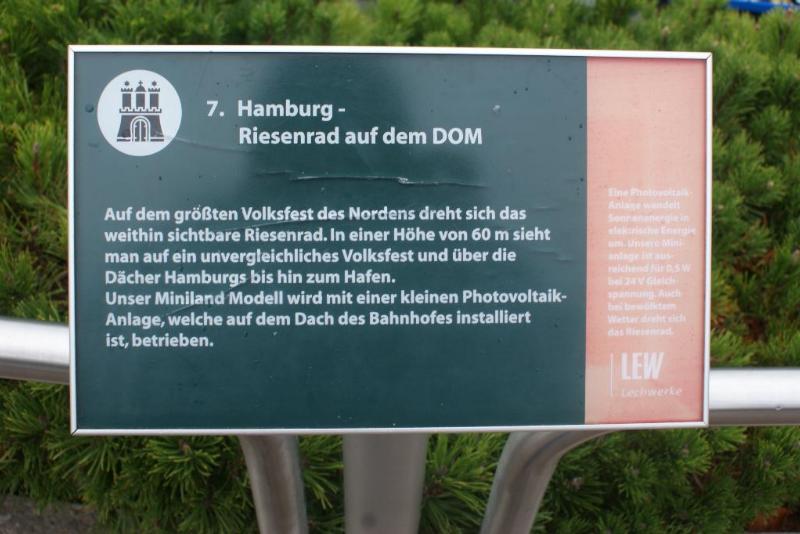 7. Hamburg -
Riesenrad auf dem DOM
Auf dem größten Volksfest des Nordens dreht sich das
weithin sichtbare Riesenrad. In einer Höhe von 60 m sieht
man auf ein unvergleichliches Volksfest und über die
Dächer Hamburgs bis hin zum Hafen.
Unser Miniland Modell wird mit einer kleinen Photovoltaik-
Anlage, welche auf dem Dach des Bahnhofes installiert
ist, betrieben.
Eine Photovoltaik-
Anlage wandelt
Sonnenenergie in
elektrische Energie
um. Unsere Mini-
anlage ist aus-
reichend für 0,5 W
bei 24 V Gleich-
spannung. Auch
bei bewölktem
Wetter dreht sich
das Riesenrad.
LEW
Lechwerke